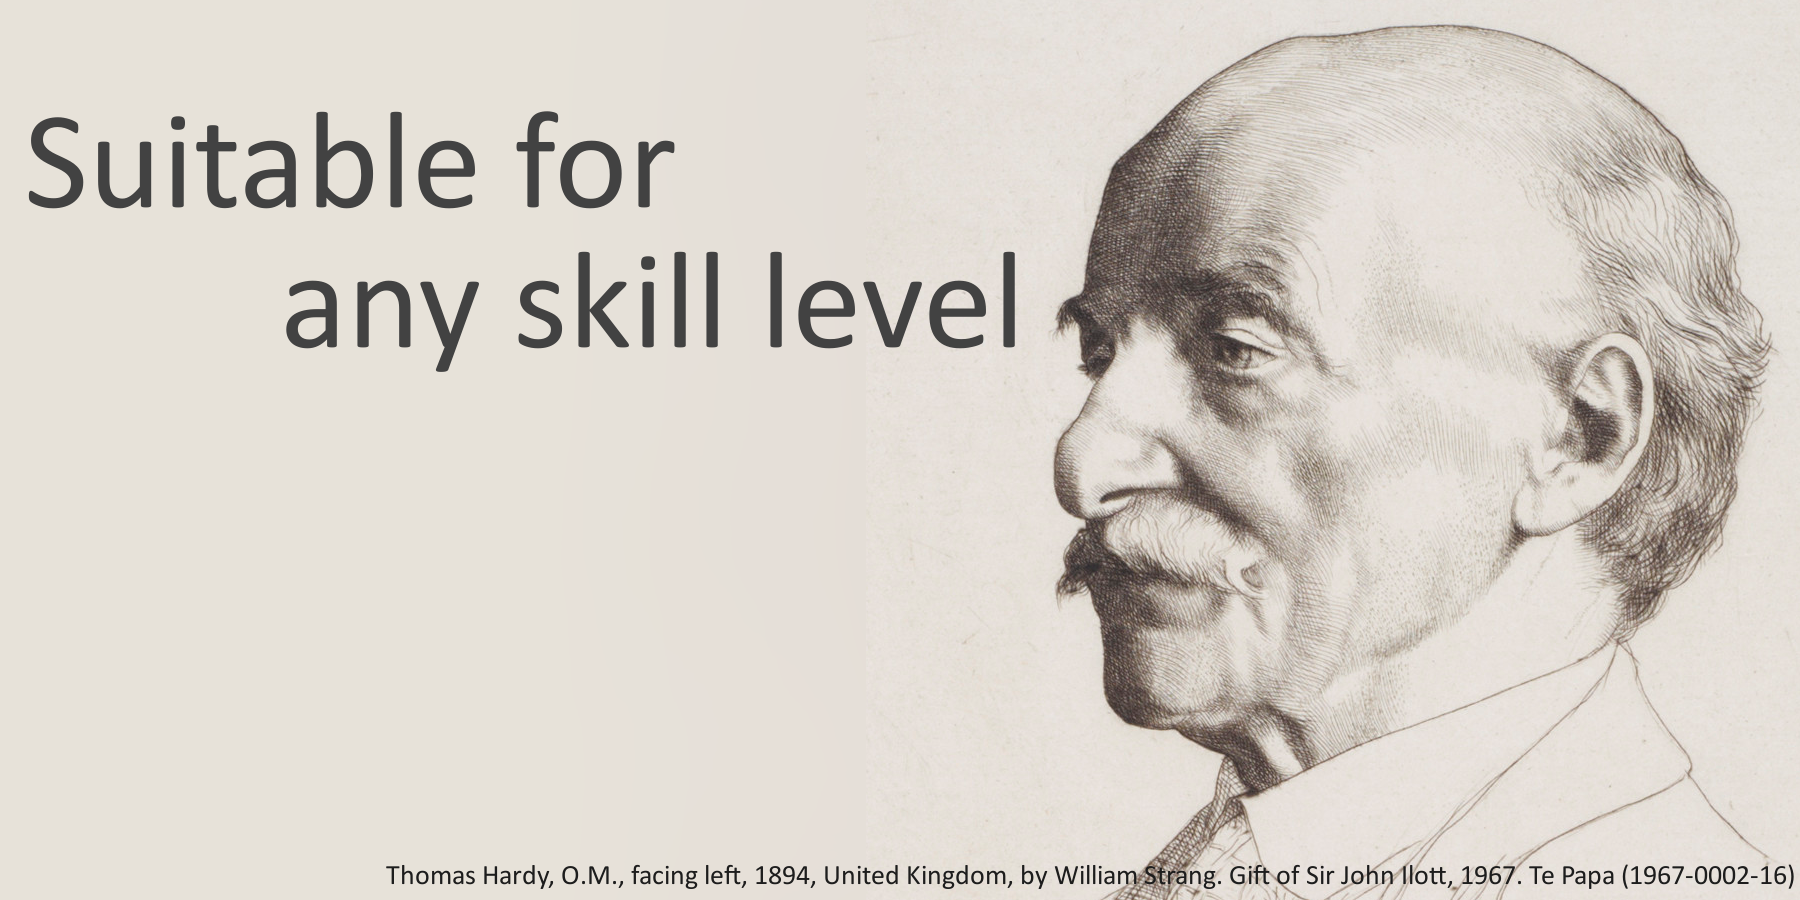 Suitable for
any skill level
Thomas Hardy, O.M., facing left, 1894, United Kingdom, by William Strang. Gift of Sir John Ilott, 1967. Te Papa (1967-0002-16)